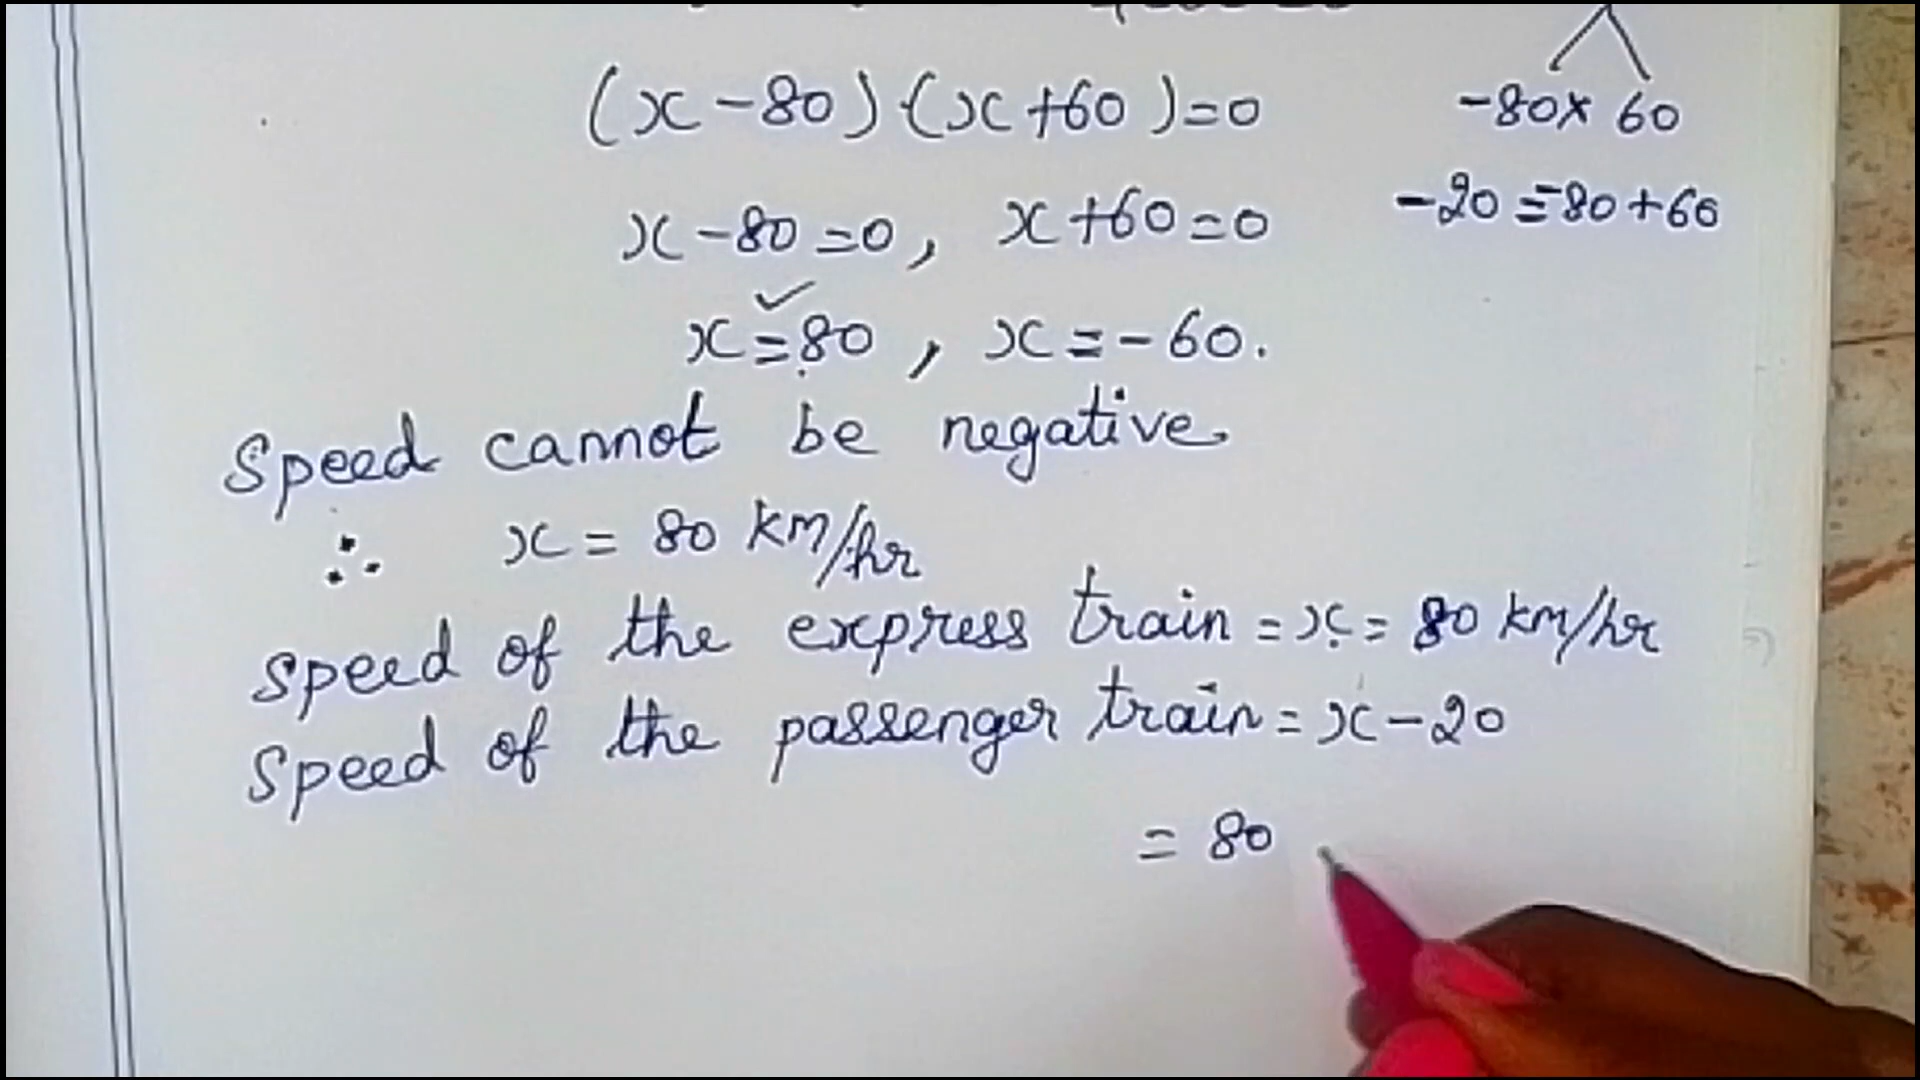 (x-80)(x+60)=0
-80× 60
x-80=0, x+60=0
-20=-80+60
x=80, x=-60.
Speed cannot be negative.
∴ x = 80 km/hr
Speed of the express train = x = 80 km/hr
Speed of the passenger train = x-20
= 80